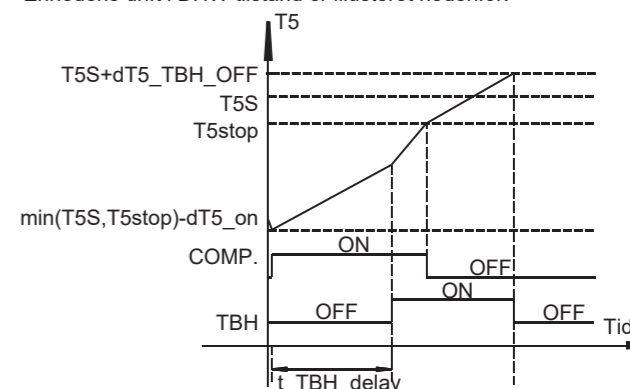 T5
T5S+dT5_TBH_OFF
T5S
T5stop
min(T5S,T5stop)-dT5_on
COMP.
ON
OFF
ON
TBH
OFF
OFF
Tid
t_TBH_delay